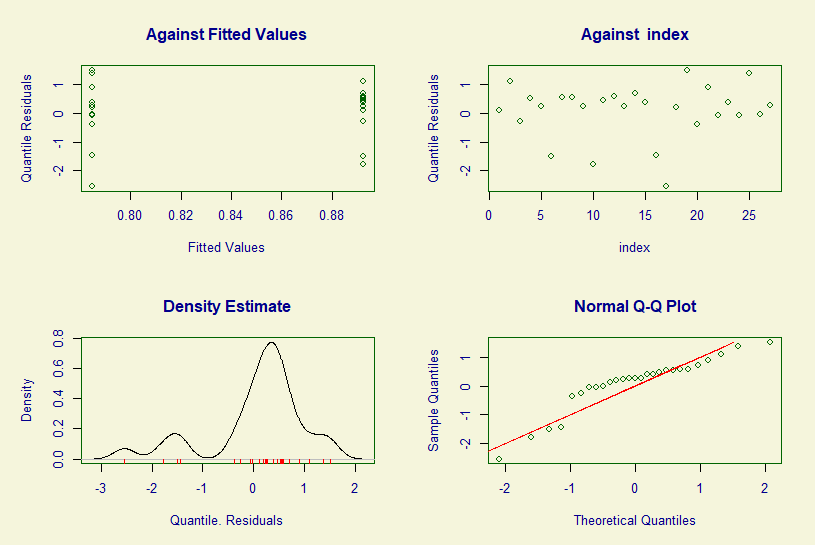 Against Fitted Values
Quantile Residuals
1
0
-1
-2
0.80 0.82 0.84 0.86 0.88
Fitted Values
Against index
Quantile Residuals
1
0
-1
-2
0 5 10 15 20 25
index
Density Estimate
Density
0.8
0.6
0.4
0.2
0.0
-3 -2 -1 0 1 2
Quantile. Residuals
Normal Q-Q Plot
Sample Quantiles
1
0
-1
-2
-2 -1 0 1 2
Theoretical Quantiles